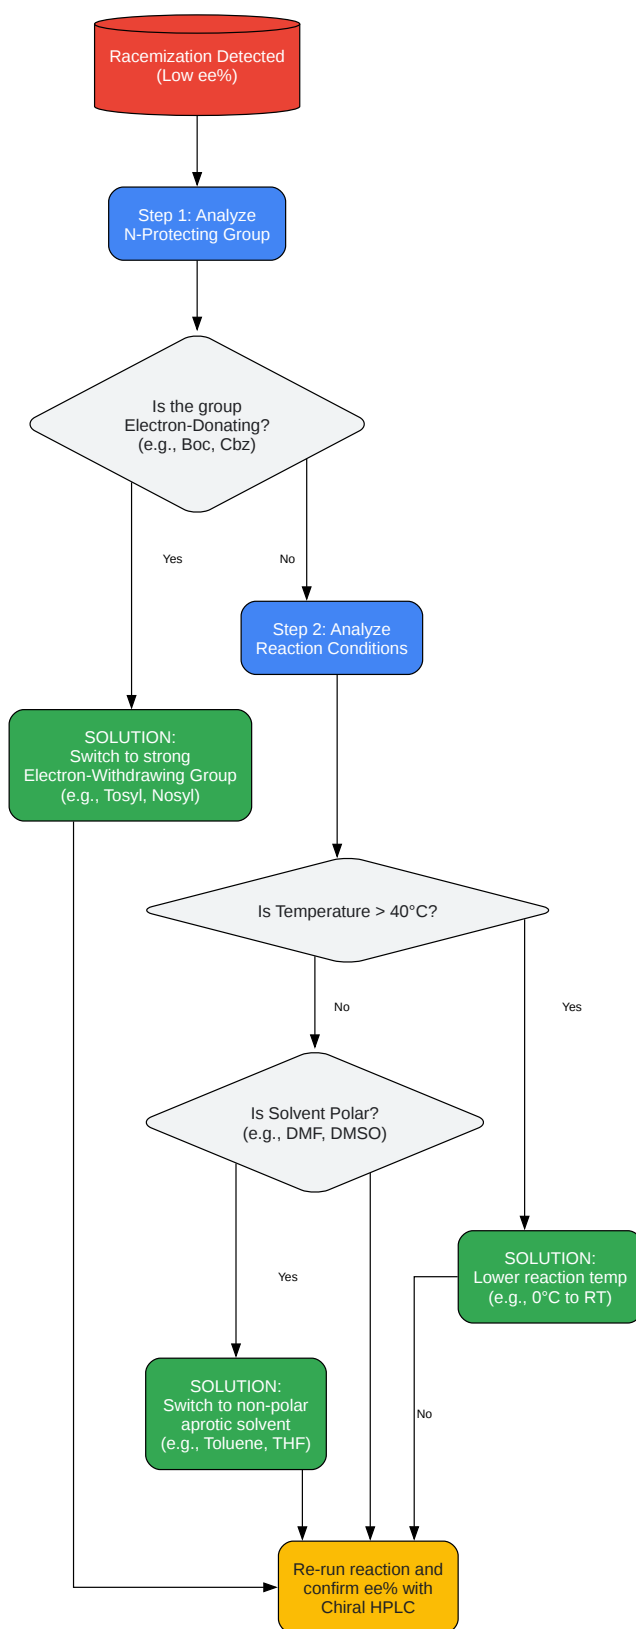 Racemization Detected
(Low ee%)
Step 1: Analyze
N-Protecting Group
Is the group
Electron-Donating?
(e.g., Boc, Cbz)
Yes
No
Step 2: Analyze
Reaction Conditions
SOLUTION:
Switch to strong
Electron-Withdrawing Group
(e.g., Tosyl, Nosyl)
Is Temperature > 40°C?
No
Yes
Is Solvent Polar?
(e.g., DMF, DMSO)
SOLUTION:
Lower reaction temp
(e.g., 0°C to RT)
Yes
SOLUTION:
Switch to non-polar
aprotic solvent
(e.g., Toluene, THF)
No
Re-run reaction and
confirm ee% with
Chiral HPLC